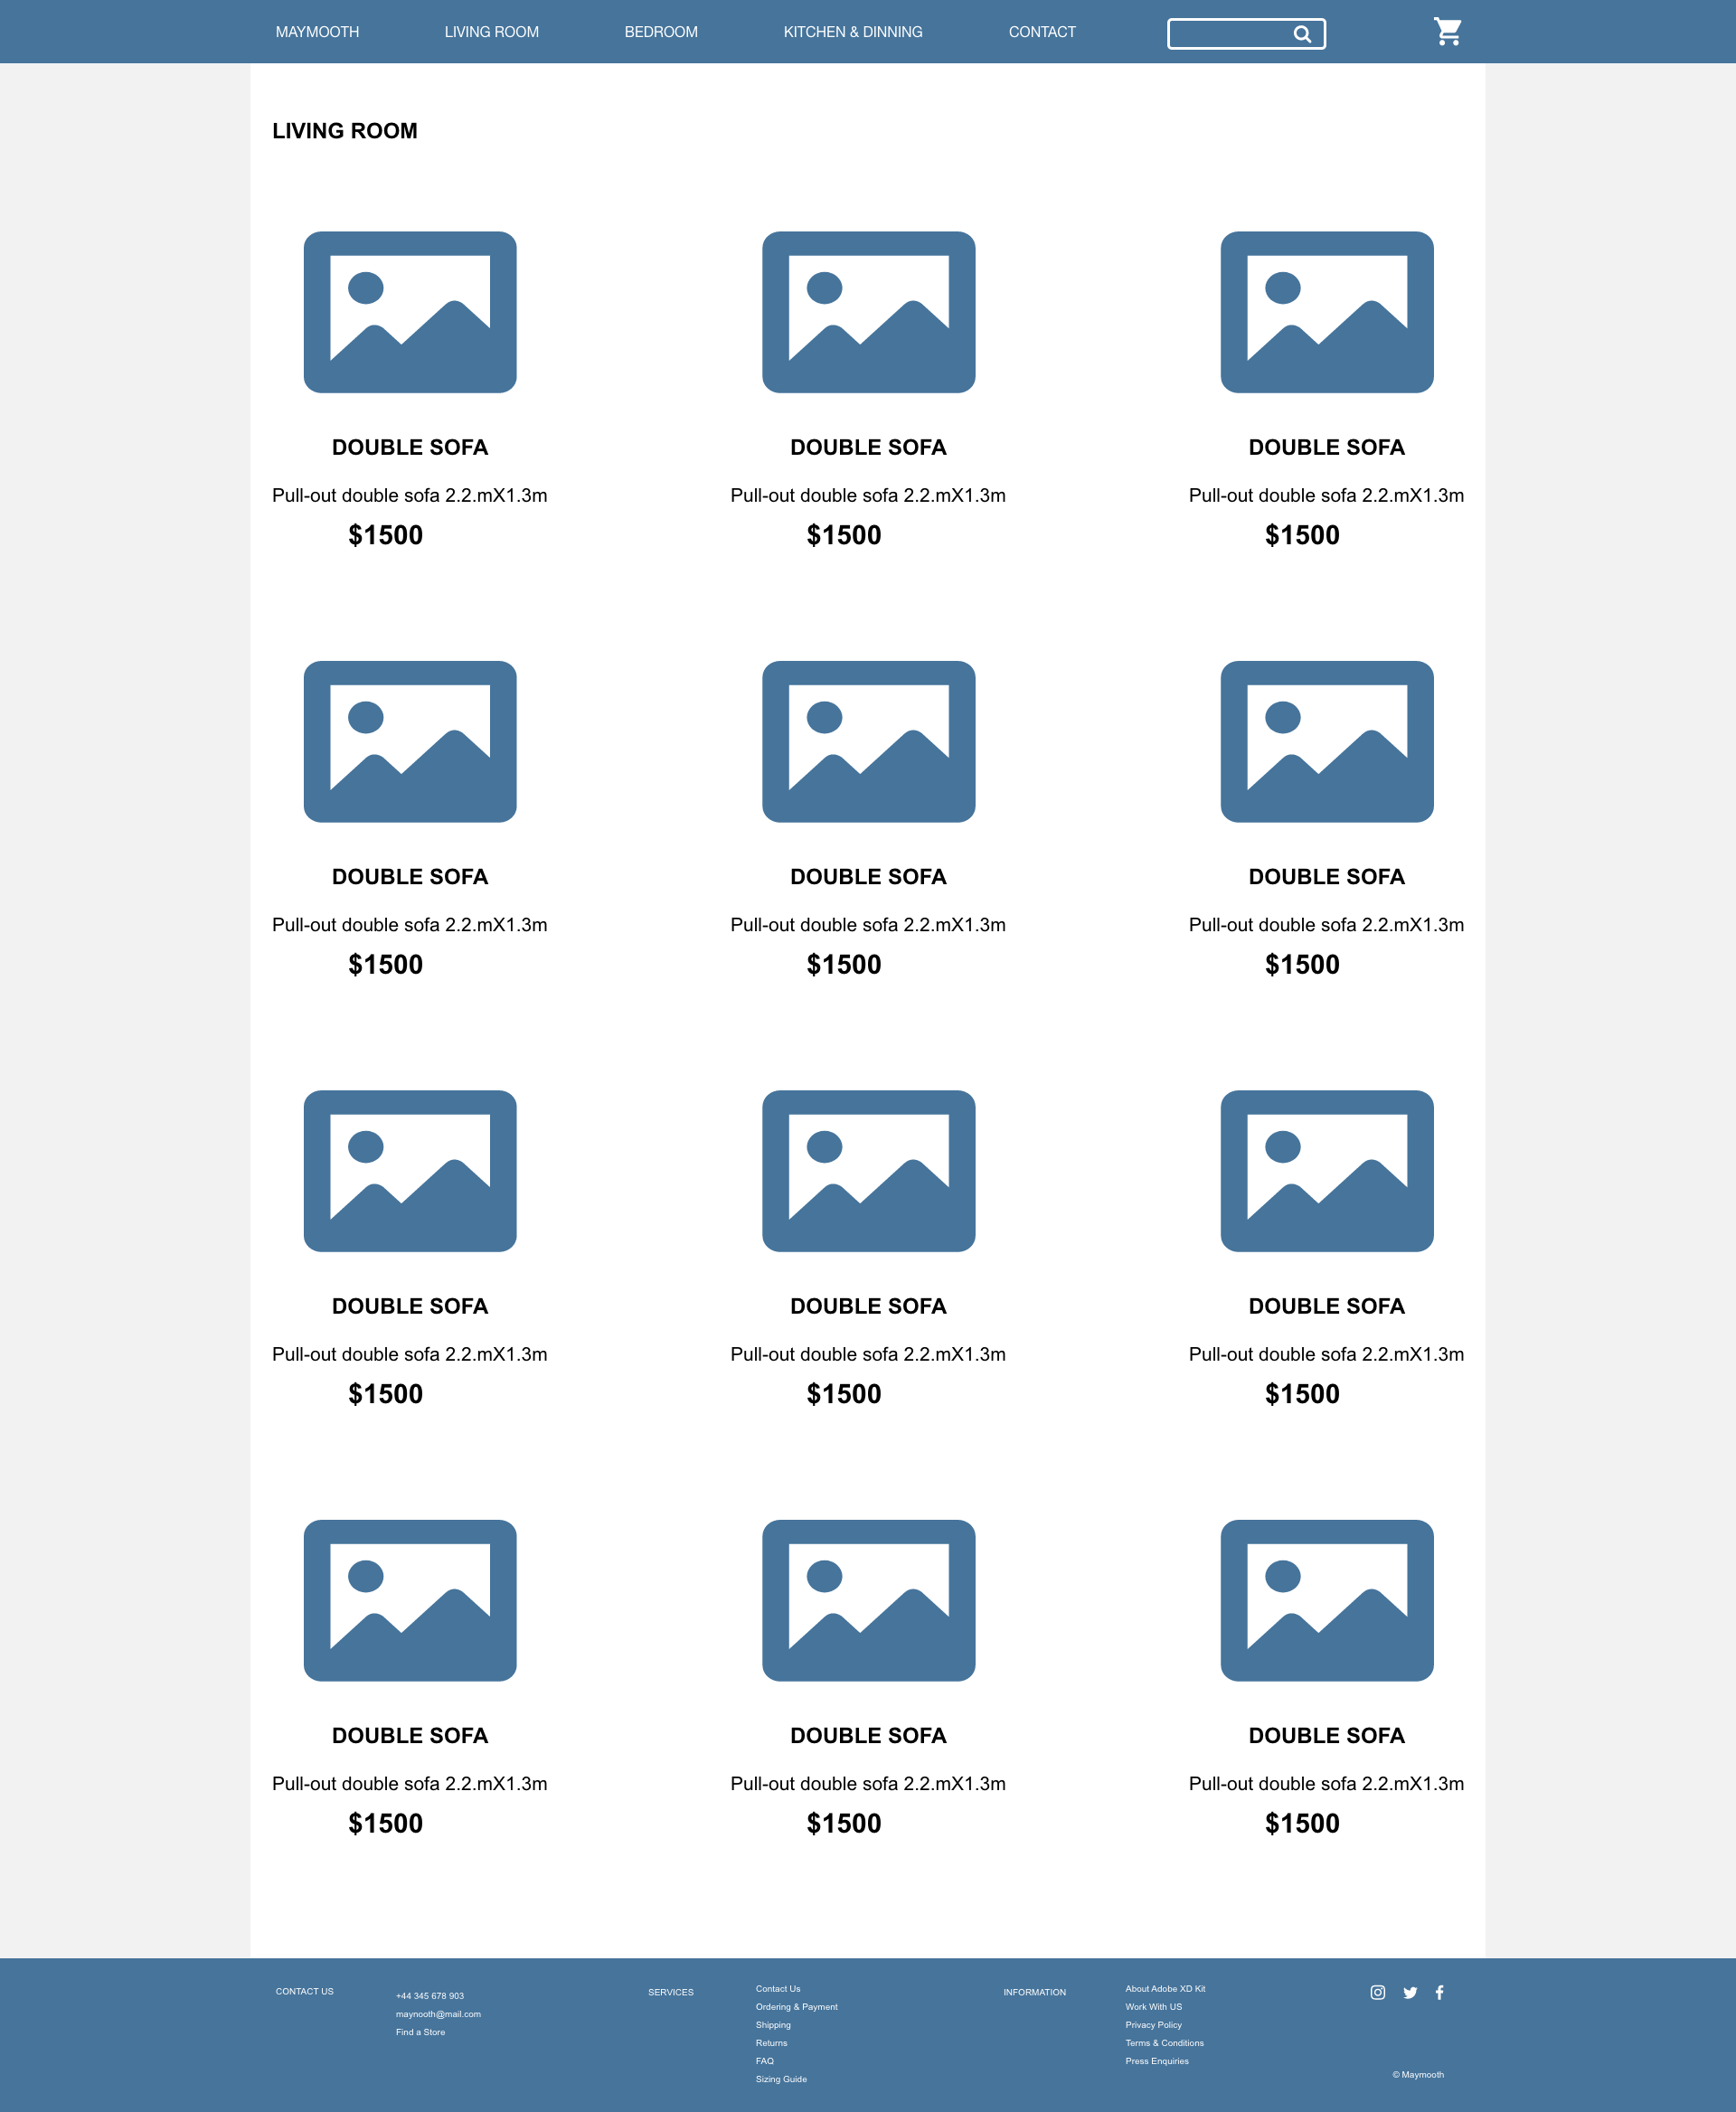 MAYMOOTH LIVING ROOM BEDROOM KITCHEN & DINNING CONTACT
LIVING ROOM
DOUBLE SOFA DOUBLE SOFA DOUBLE SOFA
Pull-out double sofa 2.2.mX1.3m Pull-out double sofa 2.2.mX1.3m Pull-out double sofa 2.2.mX1.3m
$1500 $1500 $1500
DOUBLE SOFA DOUBLE SOFA DOUBLE SOFA
Pull-out double sofa 2.2.mX1.3m Pull-out double sofa 2.2.mX1.3m Pull-out double sofa 2.2.mX1.3m
$1500 $1500 $1500
DOUBLE SOFA DOUBLE SOFA DOUBLE SOFA
Pull-out double sofa 2.2.mX1.3m Pull-out double sofa 2.2.mX1.3m Pull-out double sofa 2.2.mX1.3m
$1500 $1500 $1500
DOUBLE SOFA DOUBLE SOFA DOUBLE SOFA
Pull-out double sofa 2.2.mX1.3m Pull-out double sofa 2.2.mX1.3m Pull-out double sofa 2.2.mX1.3m
$1500 $1500 $1500
CONTACT US
+44 345 678 903
maynooth@mail.com
Find a Store
SERVICES
Contact Us
Ordering & Payment
Shipping
Returns
FAQ
Sizing Guide
INFORMATION
About Adobe XD Kit
Work With US
Privacy Policy
Terms & Conditions
Press Enquiries
© Maymooth